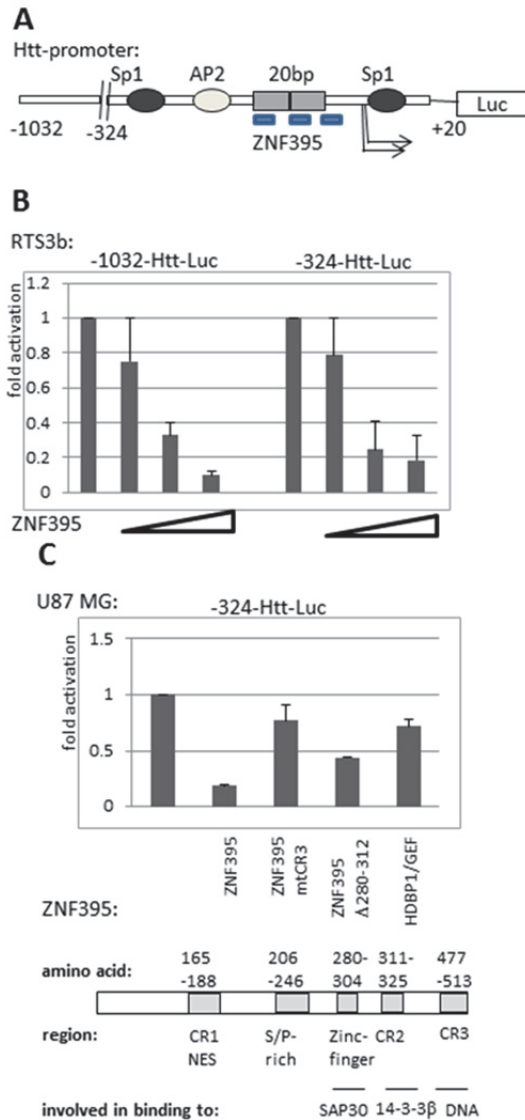 A
Htt-promoter:
Sp1 AP2 20bp Sp1
-1032 -324 ZNF395 +20 Luc
B
RTS3b:
-1032-Htt-Luc -324-Htt-Luc
fold activation
1.2
1
0.8
0.6
0.4
0.2
0
ZNF395
C
U87 MG:
-324-Htt-Luc
fold activation
1.5
1
0.5
0
ZNF395
ZNF395 mtCR3
ZNF395 Δ280-312
HDBP1/GEF
ZNF395:
165 206 280- 311- 477
amino acid: -188 -246 304 325 -513
region: CR1 S/P- Zinc- CR2 CR3
NES rich finger
involved in binding to: SAP30 14-3-3β DNA